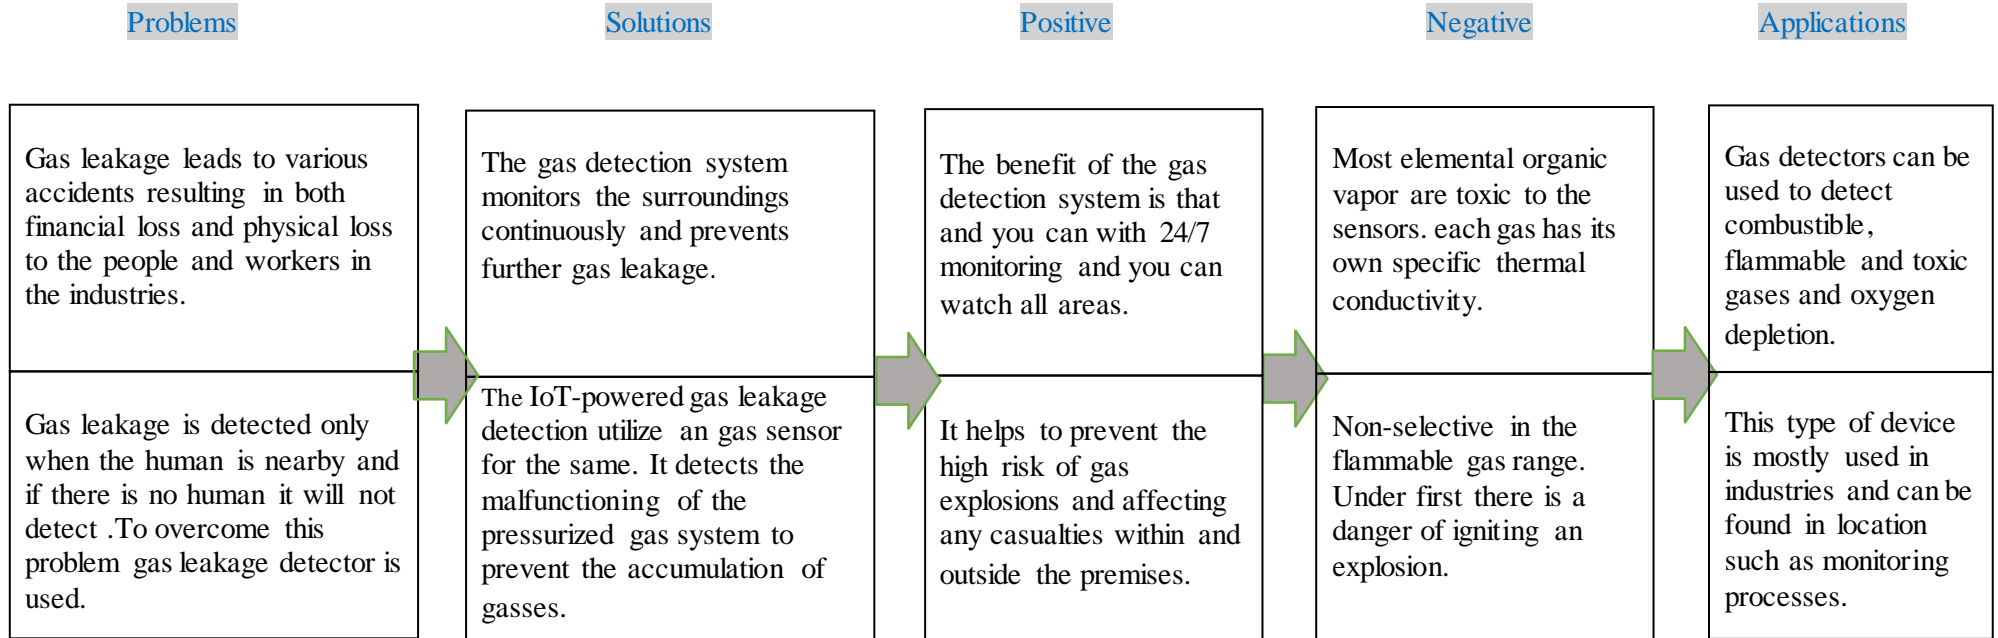 Problems
Solutions
Positive
Negative
Applications
Gas leakage leads to various
accidents resulting in both
financial loss and physical loss
to the people and workers in
the industries.
Gas leakage is detected only
when the human is nearby and
if there is no human it will not
detect .To overcome this
problem gas leakage detector is
used.
The gas detection system
monitors the surroundings
continuously and prevents
further gas leakage.
The IoT-powered gas leakage
detection utilize an gas sensor
for the same. It detects the
malfunctioning of the
pressurized gas system to
prevent the accumulation of
gasses.
The benefit of the gas
detection system is that
and you can with 24/7
monitoring and you can
watch all areas.
It helps to prevent the
high risk of gas
explosions and affecting
any casualties within and
outside the premises.
Most elemental organic
vapor are toxic to the
sensors. each gas has its
own specific thermal
conductivity.
Non-selective in the
flammable gas range.
Under first there is a
danger of igniting an
explosion.
Gas detectors can be
used to detect
combustible,
flammable and toxic
gases and oxygen
depletion.
This type of device
is mostly used in
industries and can be
found in location
such as monitoring
processes.